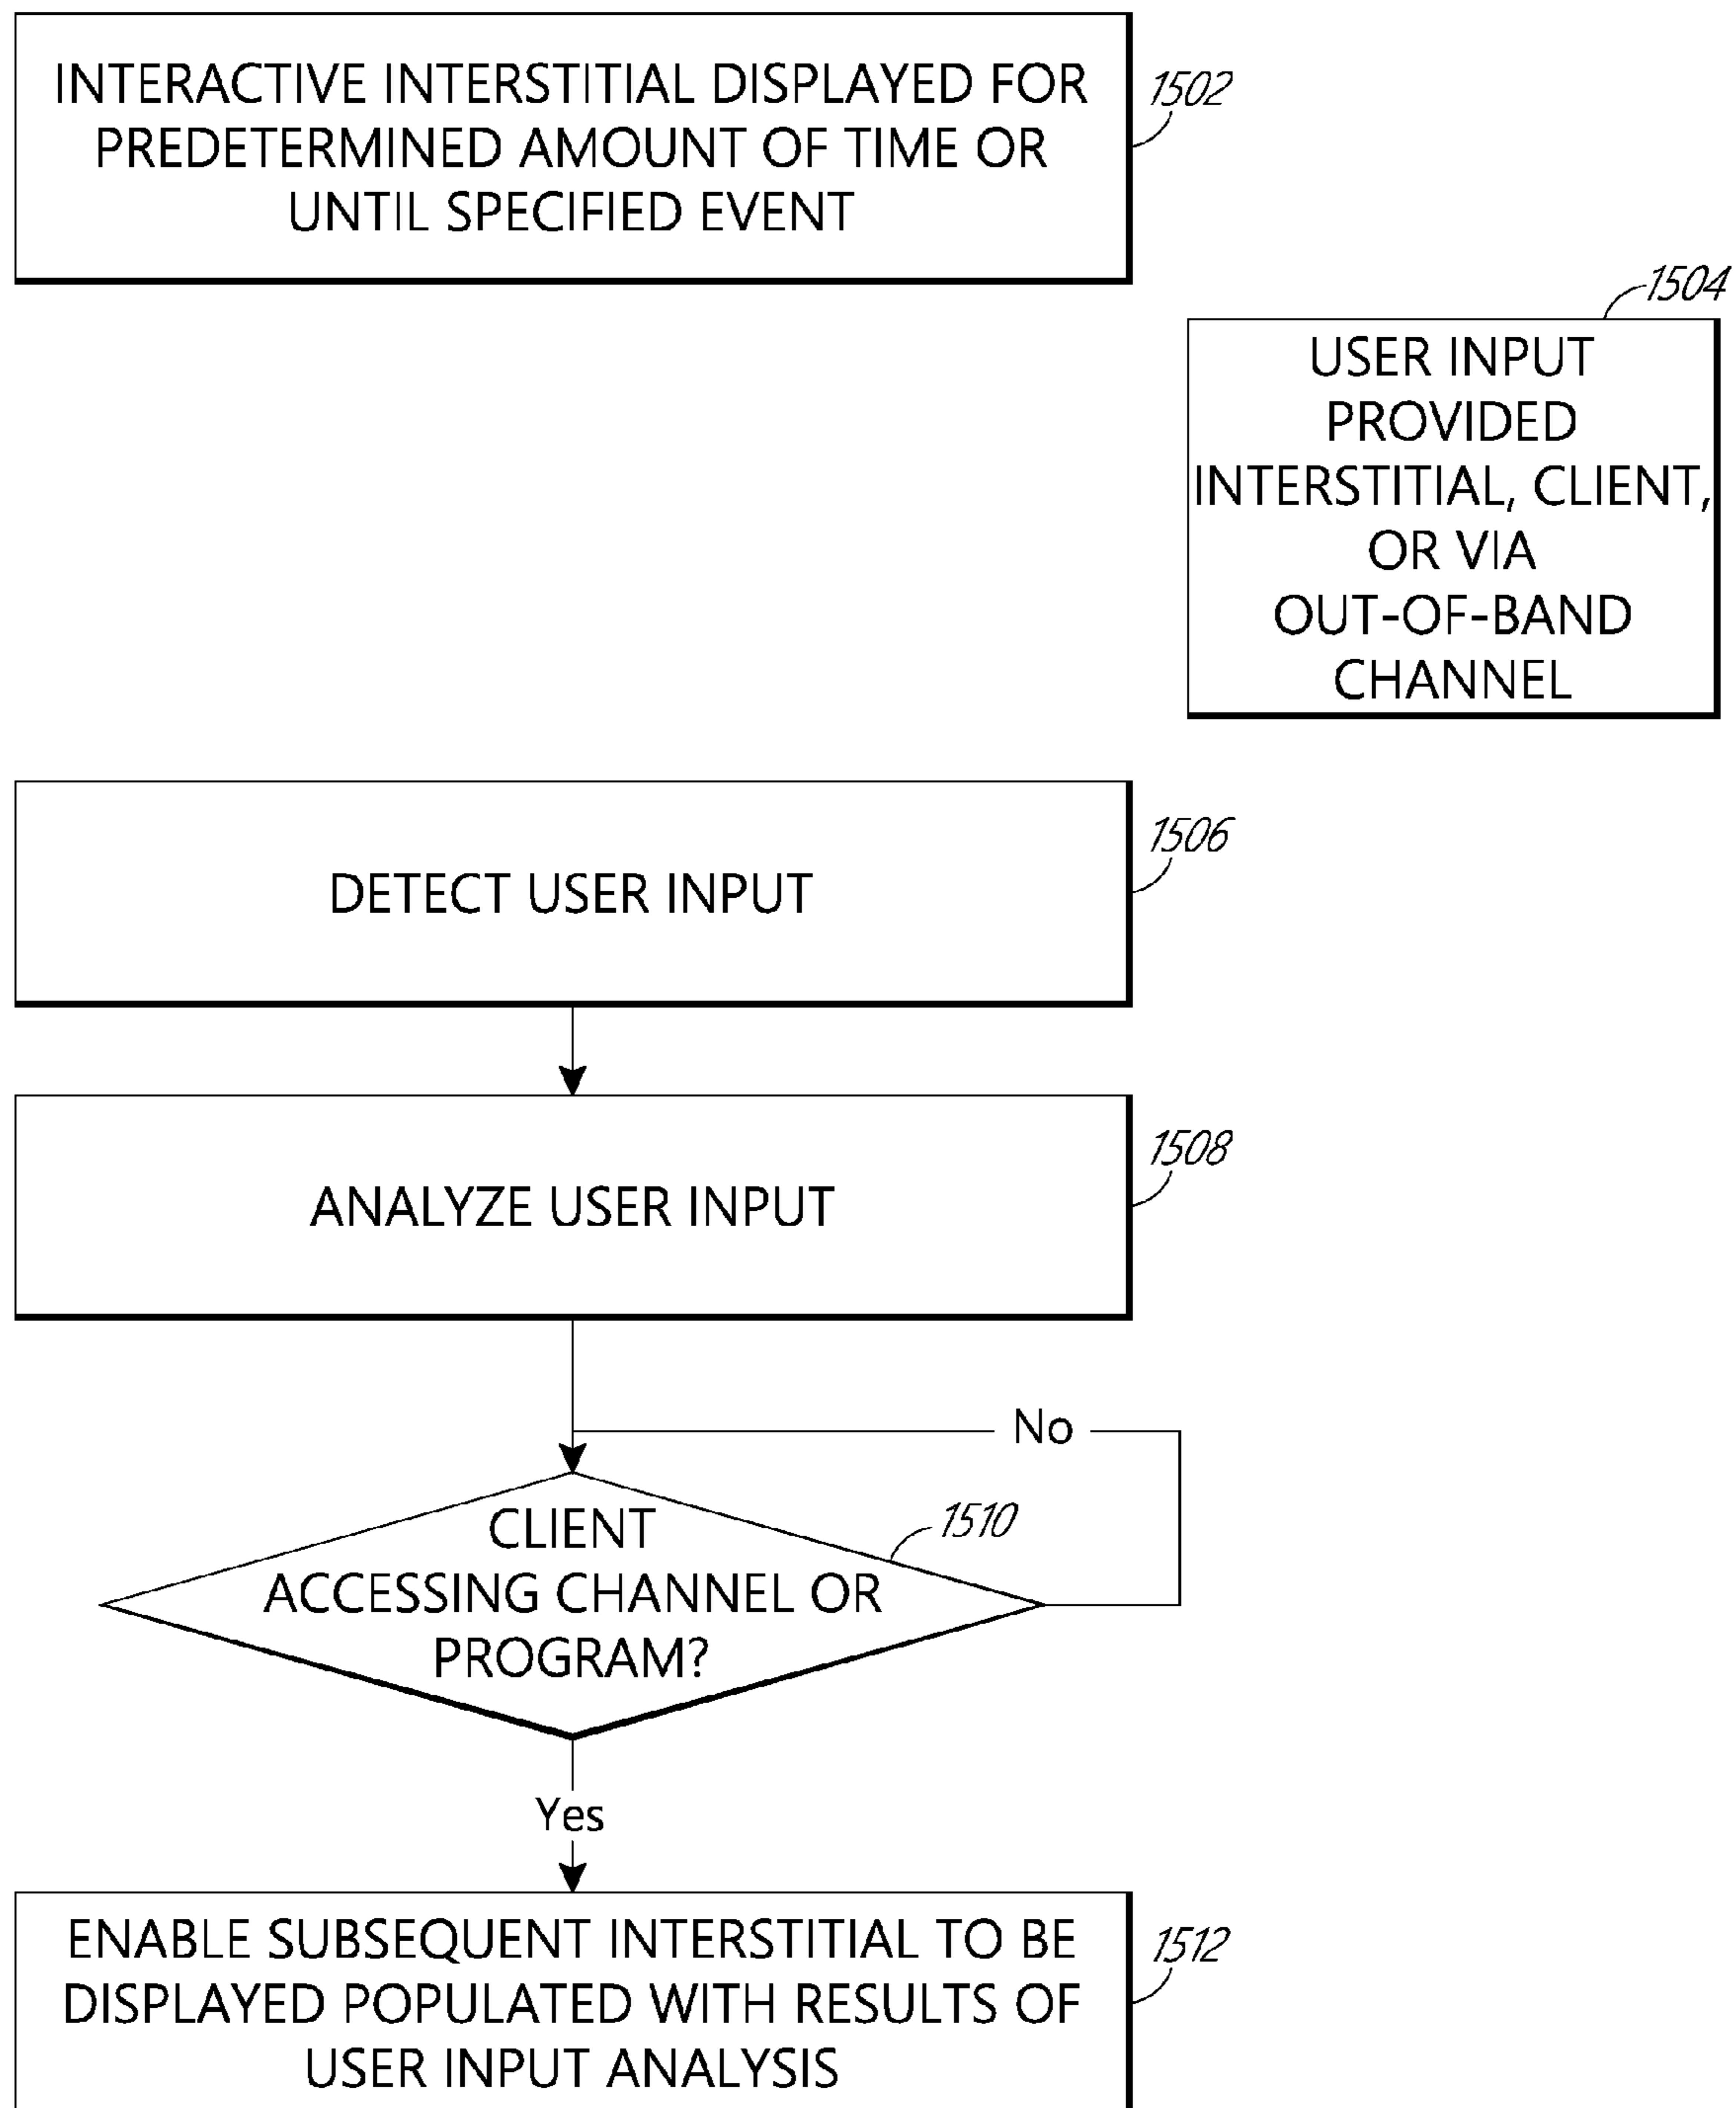 INTERACTIVE INTERSTITIAL DISPLAYED FOR
PREDETERMINED AMOUNT OF TIME OR
UNTIL SPECIFIED EVENT
1502
1504
USER INPUT
PROVIDED
INTERSTITIAL, CLIENT,
OR VIA
OUT-OF-BAND
CHANNEL
DETECT USER INPUT
1506
ANALYZE USER INPUT
1508
No
CLIENT
ACCESSING CHANNEL OR
PROGRAM?
1510
Yes
ENABLE SUBSEQUENT INTERSTITIAL TO BE
DISPLAYED POPULATED WITH RESULTS OF
USER INPUT ANALYSIS
1512